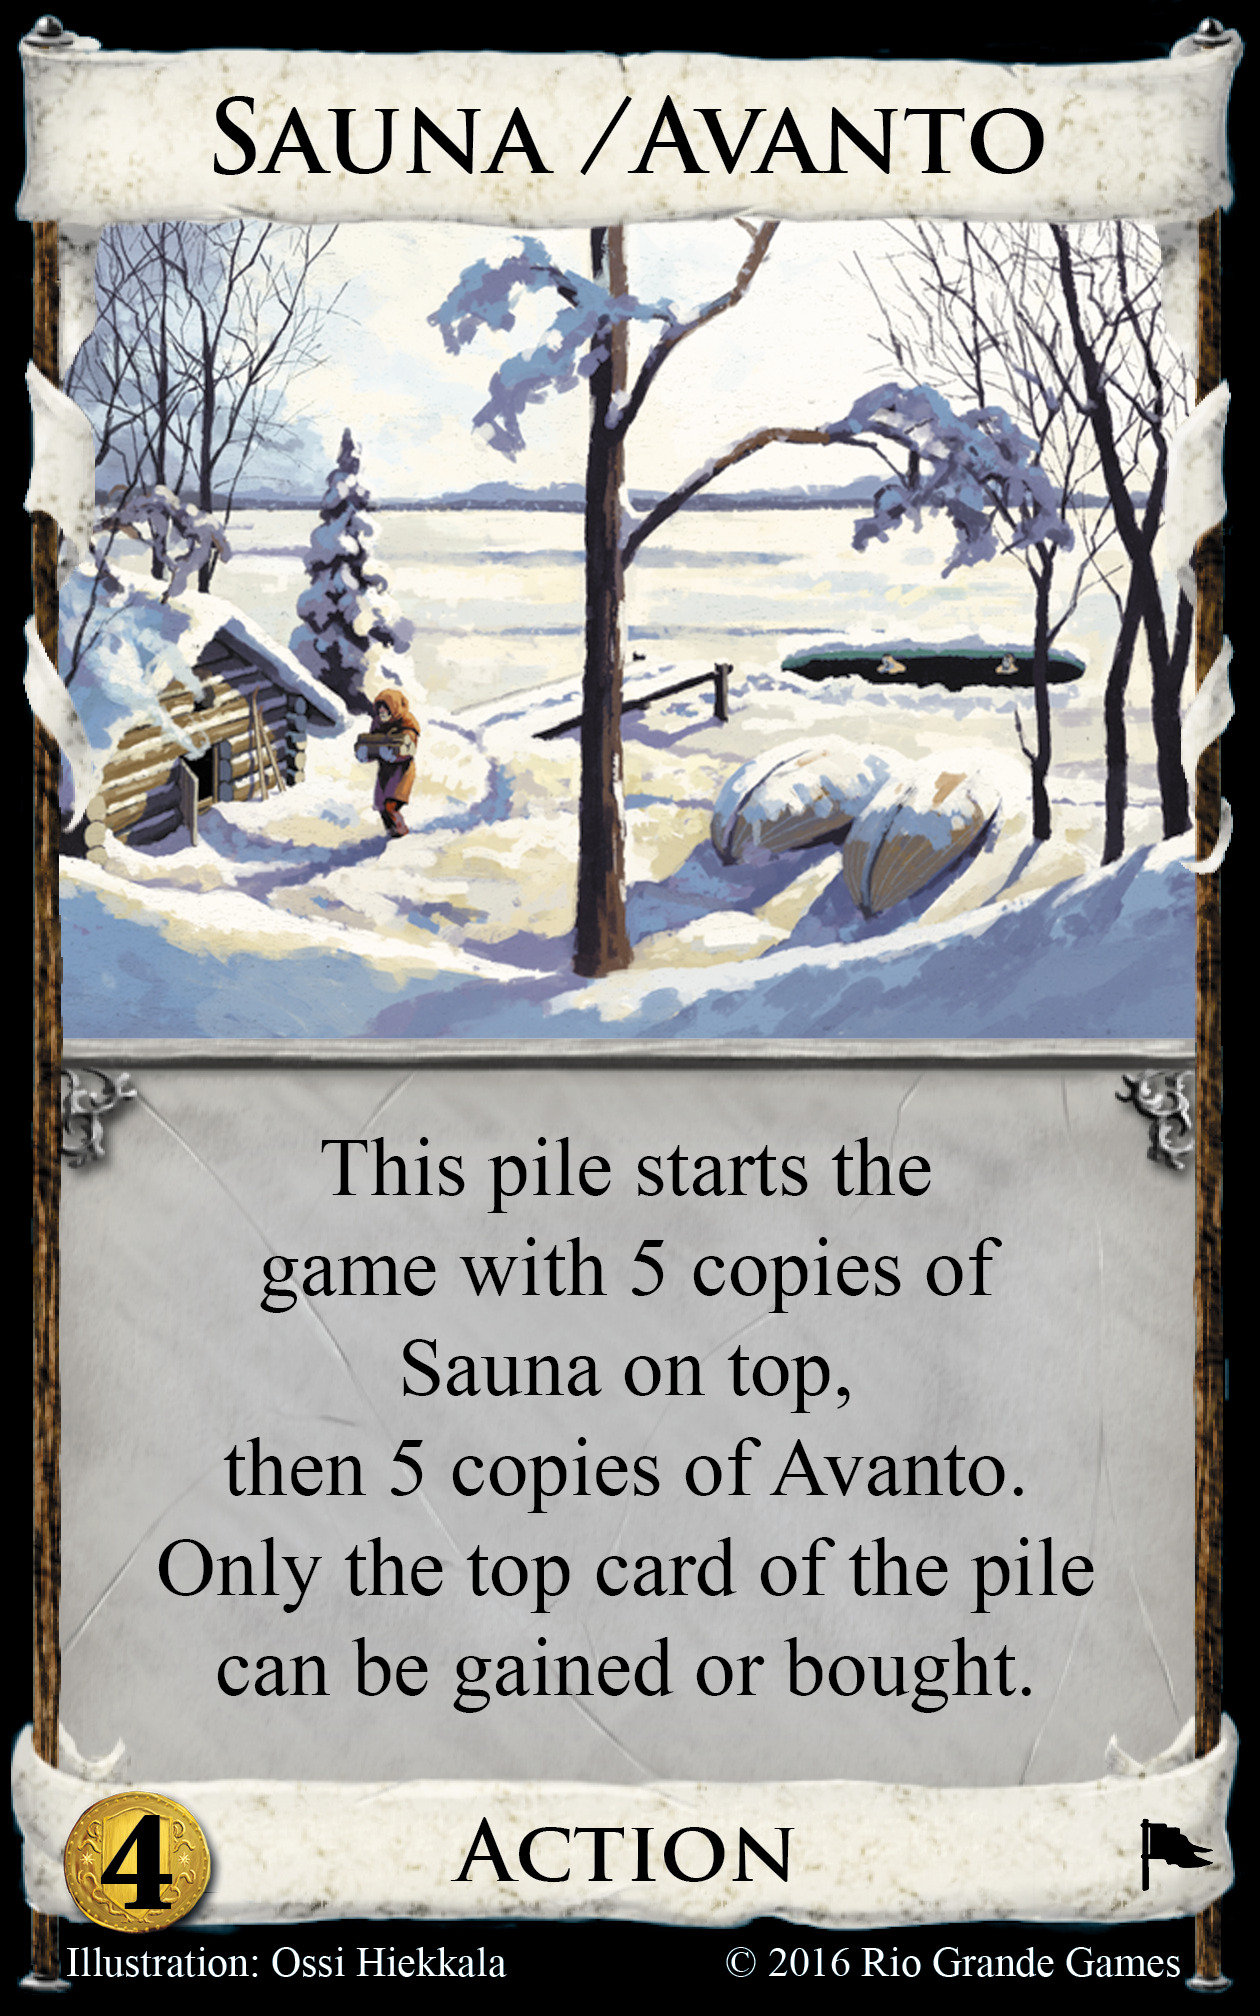 SAUNA / AVANTO
This pile starts the
game with 5 copies of
Sauna on top,
then 5 copies of Avanto.
Only the top card of the pile
can be gained or bought.
4 ACTION
Illustration: Ossi Hiekkala © 2016 Rio Grande Games